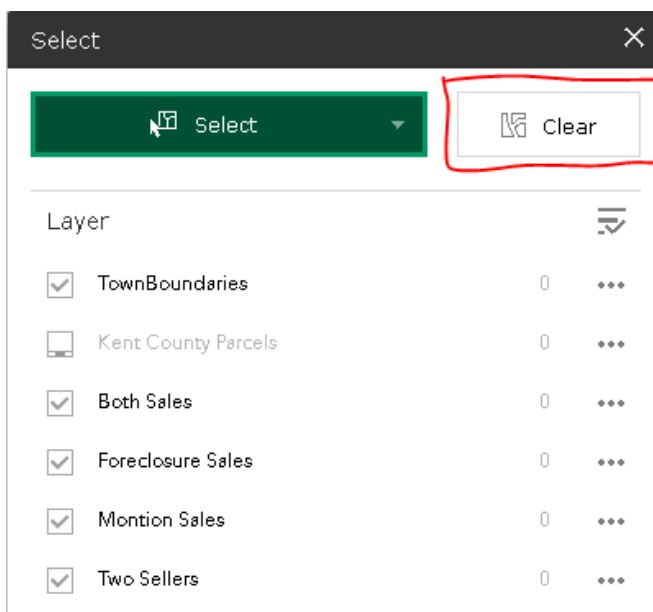 Select
Select
Clear
Layer
TownBoundaries 0
Kent County Parcels 0
Both Sales 0
Foreclosure Sales 0
Montion Sales 0
Two Sellers 0